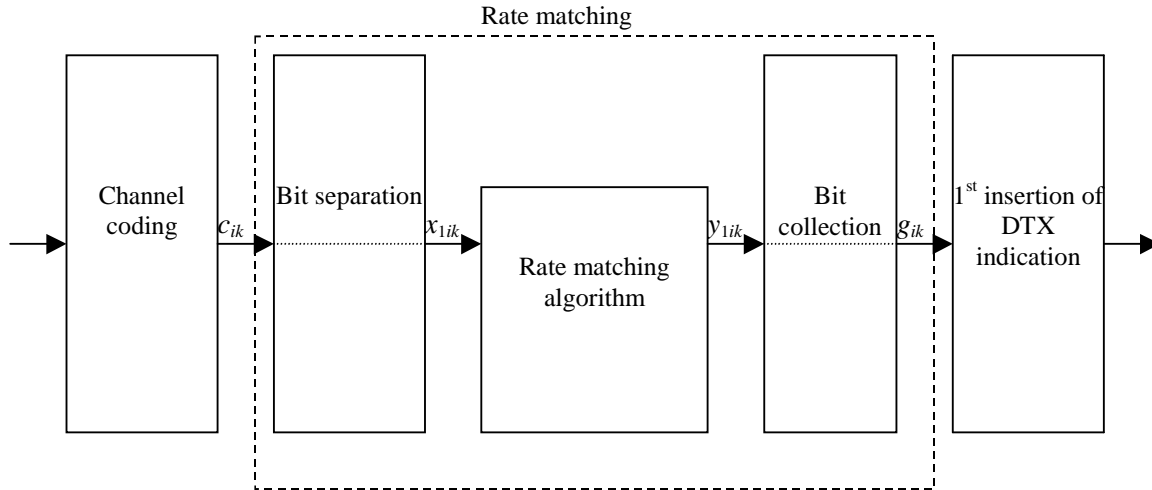 Rate matching
Channel
coding
c_ik
Bit separation
x_1ik
Rate matching
algorithm
y_1ik
Bit
collection
g_ik
1st insertion of
DTX
indication